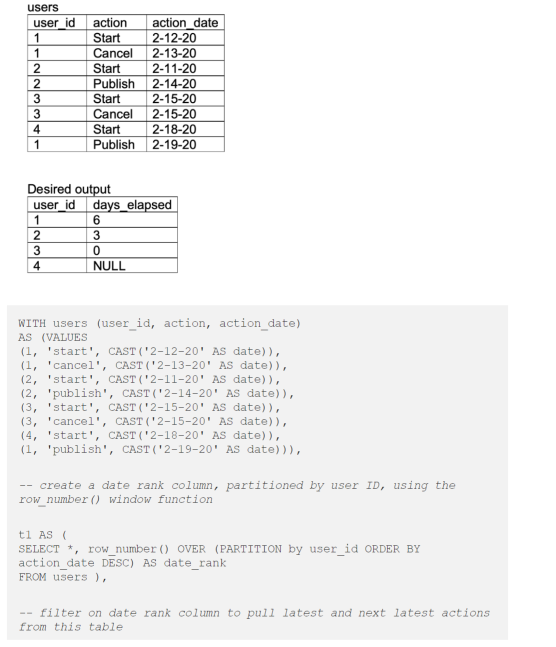 users
user_id action action_date
1 Start 2-12-20
1 Cancel 2-13-20
2 Start 2-11-20
2 Publish 2-14-20
3 Start 2-15-20
3 Cancel 2-15-20
4 Start 2-18-20
1 Publish 2-19-20
Desired output
user_id days_elapsed
1 6
2 3
3 0
4 NULL
WITH users (user_id, action, action_date)
AS (VALUES
(1, 'start', CAST('2-12-20' AS date)),
(1, 'cancel', CAST('2-13-20' AS date)),
(2, 'start', CAST('2-11-20' AS date)),
(2, 'publish', CAST('2-14-20' AS date)),
(3, 'start', CAST('2-15-20' AS date)),
(3, 'cancel', CAST('2-15-20' AS date)),
(4, 'start', CAST('2-18-20' AS date)),
(1, 'publish', CAST('2-19-20' AS date))),
-- create a date rank column, partitioned by user ID, using the
row_number() window function
t1 AS (
SELECT *, row_number() OVER (PARTITION by user_id ORDER BY
action_date DESC) AS date_rank
FROM users ),
-- filter on date rank column to pull latest and next latest actions
from this table